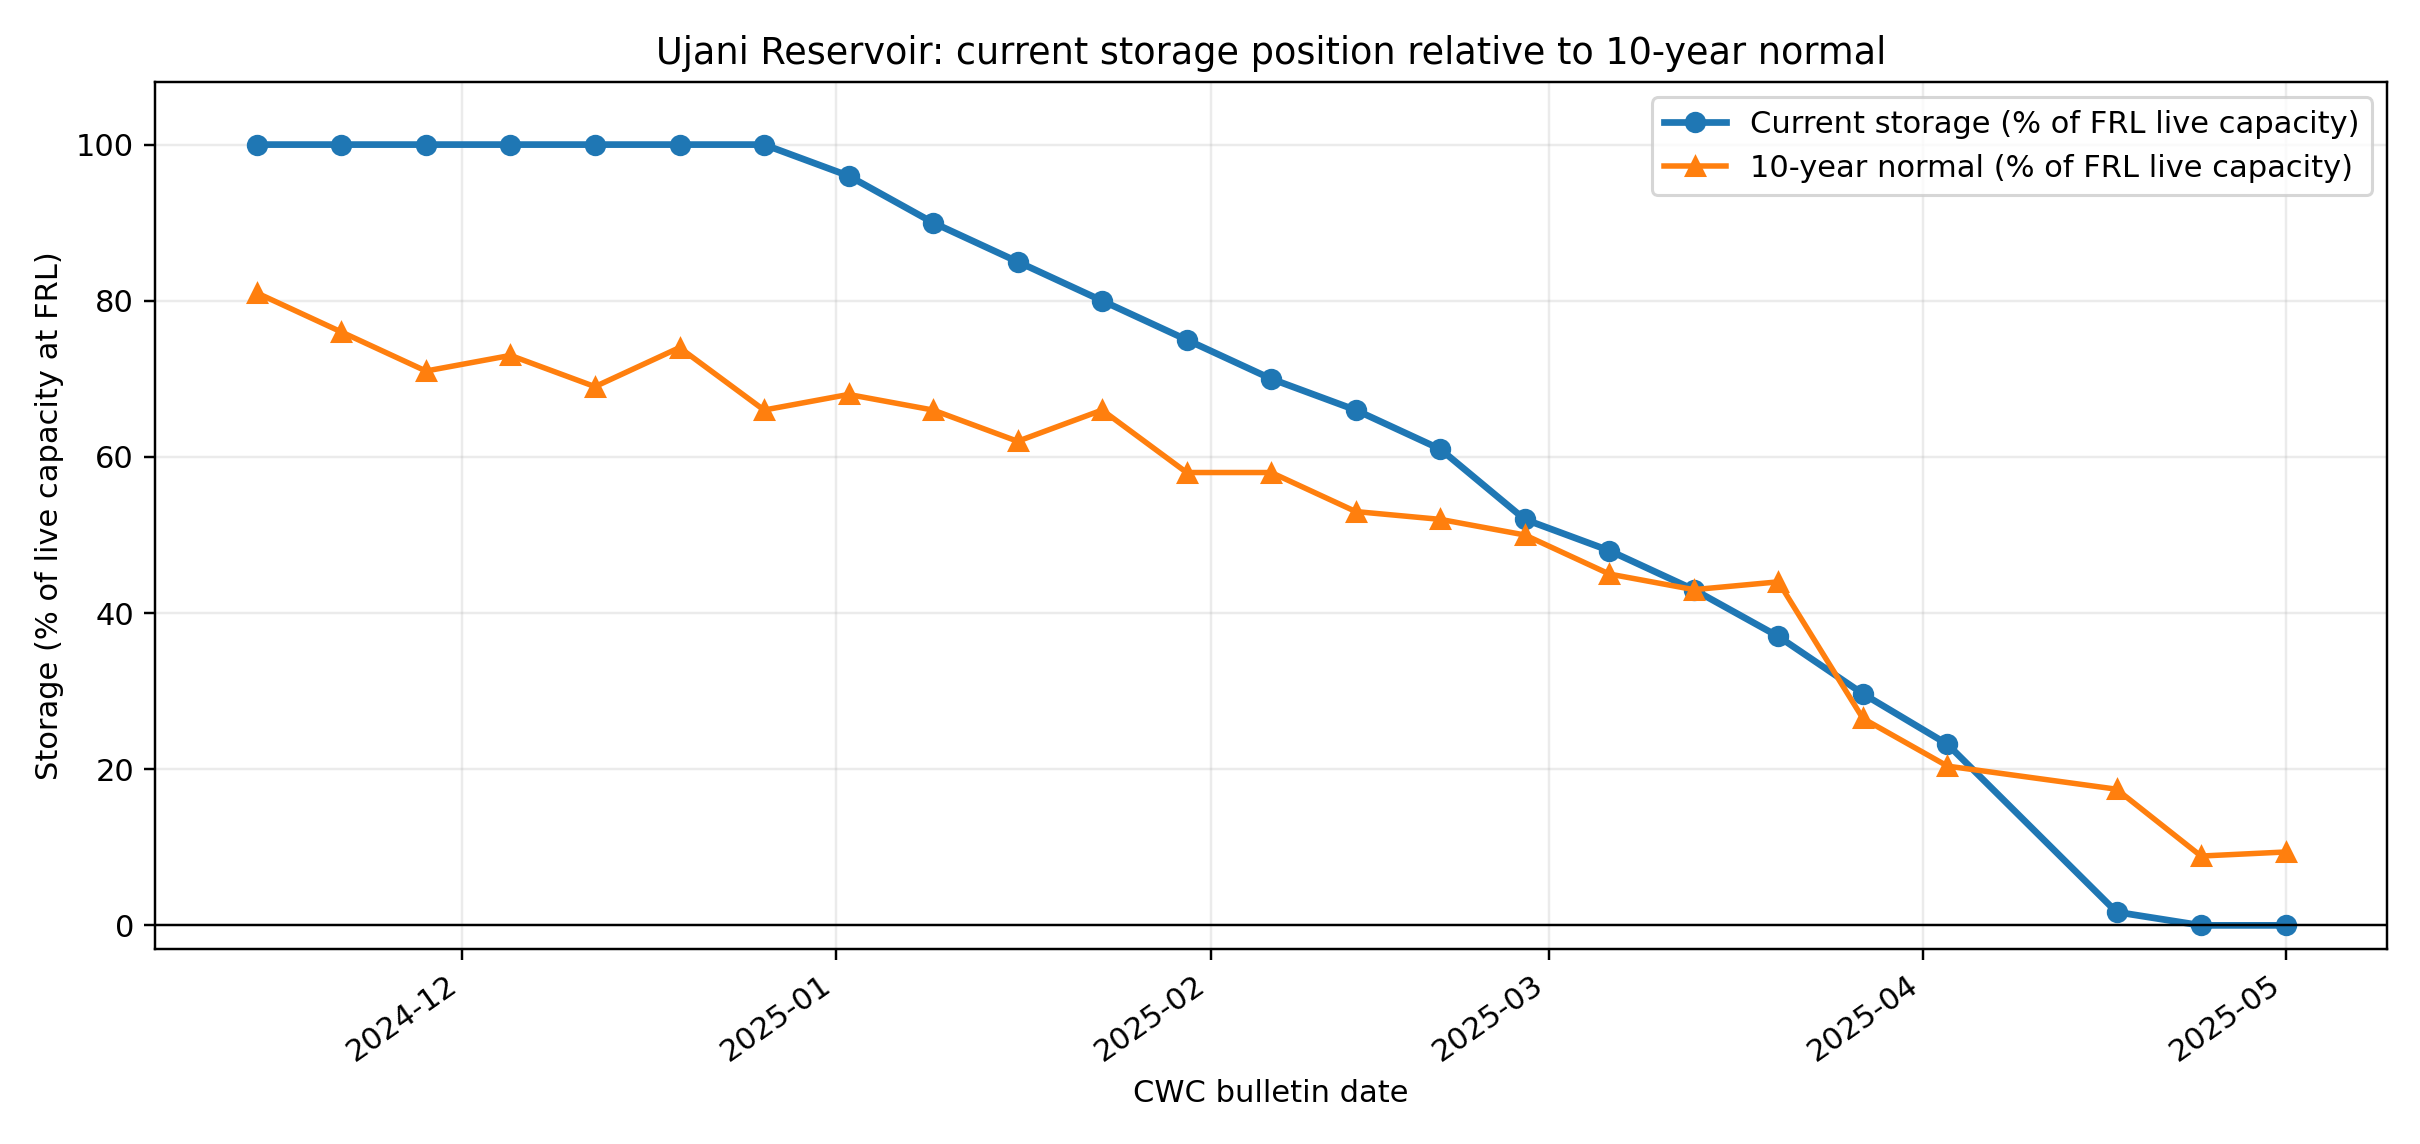 Ujani Reservoir: current storage position relative to 10-year normal
Current storage (% of FRL live capacity)
10-year normal (% of FRL live capacity)
Storage (% of live capacity at FRL)
100
80
60
40
20
0
2024-12
2025-01
2025-02
2025-03
2025-04
2025-05
CWC bulletin date